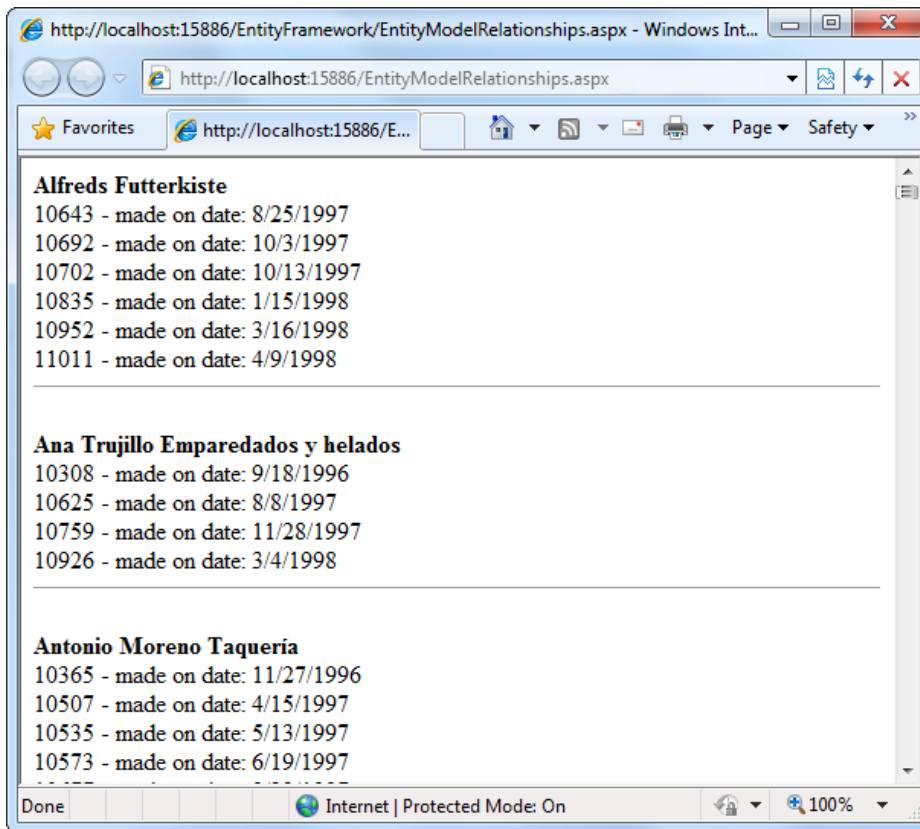 http://localhost:15886/EntityFramework/EntityModelRelationships.aspx - Windows Int...
http://localhost:15886/EntityModelRelationships.aspx
Favorites
http://localhost:15886/E...
Page
Safety
Alfreds Futterkiste
10643 - made on date: 8/25/1997
10692 - made on date: 10/3/1997
10702 - made on date: 10/13/1997
10835 - made on date: 1/15/1998
10952 - made on date: 3/16/1998
11011 - made on date: 4/9/1998
Ana Trujillo Emparedados y helados
10308 - made on date: 9/18/1996
10625 - made on date: 8/8/1997
10759 - made on date: 11/28/1997
10926 - made on date: 3/4/1998
Antonio Moreno Taquería
10365 - made on date: 11/27/1996
10507 - made on date: 4/15/1997
10535 - made on date: 5/13/1997
10573 - made on date: 6/19/1997
Done
Internet | Protected Mode: On
100%